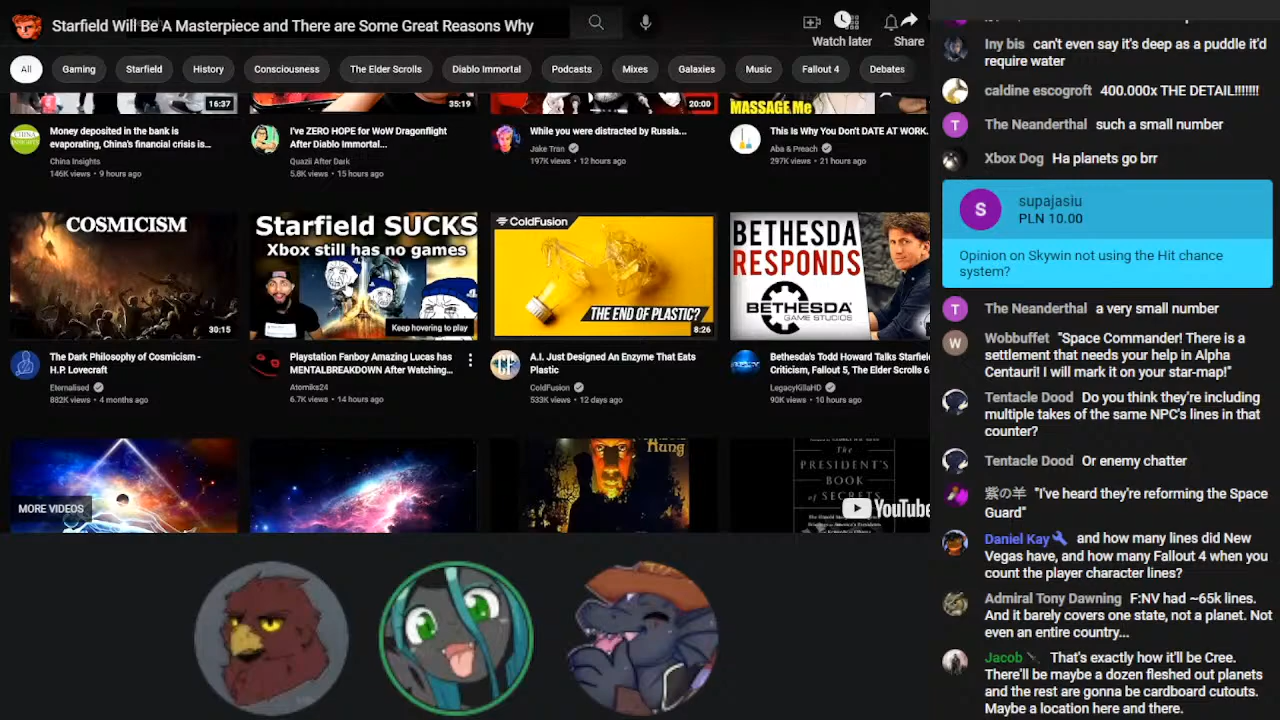 Starfield Will Be A Masterpiece and There are Some Great Reasons Why
Watch later
Share
All
Gaming
Starfield
History
Consciousness
The Elder Scrolls
Diablo Immortal
Podcasts
Mixes
Galaxies
Music
Fallout 4
Debates
16:37
35:19
20:00
MASSAGE Me
CHINA INSIGHTS
Money deposited in the bank is
evaporating, China's financial crisis is...
China Insights
146K views • 9 hours ago
I've ZERO HOPE for WoW Dragonflight
After Diablo Immortal...
Quazii After Dark
5.8K views • 15 hours ago
While you were distracted by Russia...
Jake Tran
197K views • 12 hours ago
This Is Why You Don't DATE AT WORK.
Aba & Preach
297K views • 21 hours ago
COSMICISM
30:15
Starfield SUCKS
Xbox still has no games
Keep hovering to play
ColdFusion
THE END OF PLASTIC?
8:26
BETHESDA
RESPONDS
BETHESDA
GAME STUDIOS
The Dark Philosophy of Cosmicism -
H.P. Lovecraft
Eternalised
882K views • 4 months ago
Playstation Fanboy Amazing Lucas has
MENTALBREAKDOWN After Watching...
Atomikz24
6.7K views • 14 hours ago
CF
A.I. Just Designed An Enzyme That Eats
Plastic
ColdFusion
533K views • 12 days ago
Bethesda's Todd Howard Talks Starfie
Criticism, Fallout 5, The Elder Scrolls 6
LegacyKillaHD
90K views • 10 hours ago
MORE VIDEOS
Hung
The
PRESIDENT'S
BOOK
of SECRETS
YouTube
Iny bis can't even say it's deep as a puddle it'd
require water
caldine escogroft 400.000x THE DETAIL!!!!!!!
T
The Neanderthal such a small number
Xbox Dog Ha planets go brr
S
supajasiu
PLN 10.00
Opinion on Skywin not using the Hit chance
system?
T
The Neanderthal a very small number
W
Wobbuffet "Space Commander! There is a
settlement that needs your help in Alpha
Centauri! I will mark it on your star-map!"
Tentacle Dood Do you think they're including
multiple takes of the same NPC's lines in that
counter?
Tentacle Dood Or enemy chatter
紫の羊 "I've heard they're reforming the Space
Guard"
Daniel Kay and how many lines did New
Vegas have, and how many Fallout 4 when you
count the player character lines?
Admiral Tony Dawning F:NV had ~65k lines.
And it barely covers one state, not a planet. Not
even an entire country...
Jacob That's exactly how it'll be Cree.
There'll be maybe a dozen fleshed out planets
and the rest are gonna be cardboard cutouts.
Maybe a location here and there.